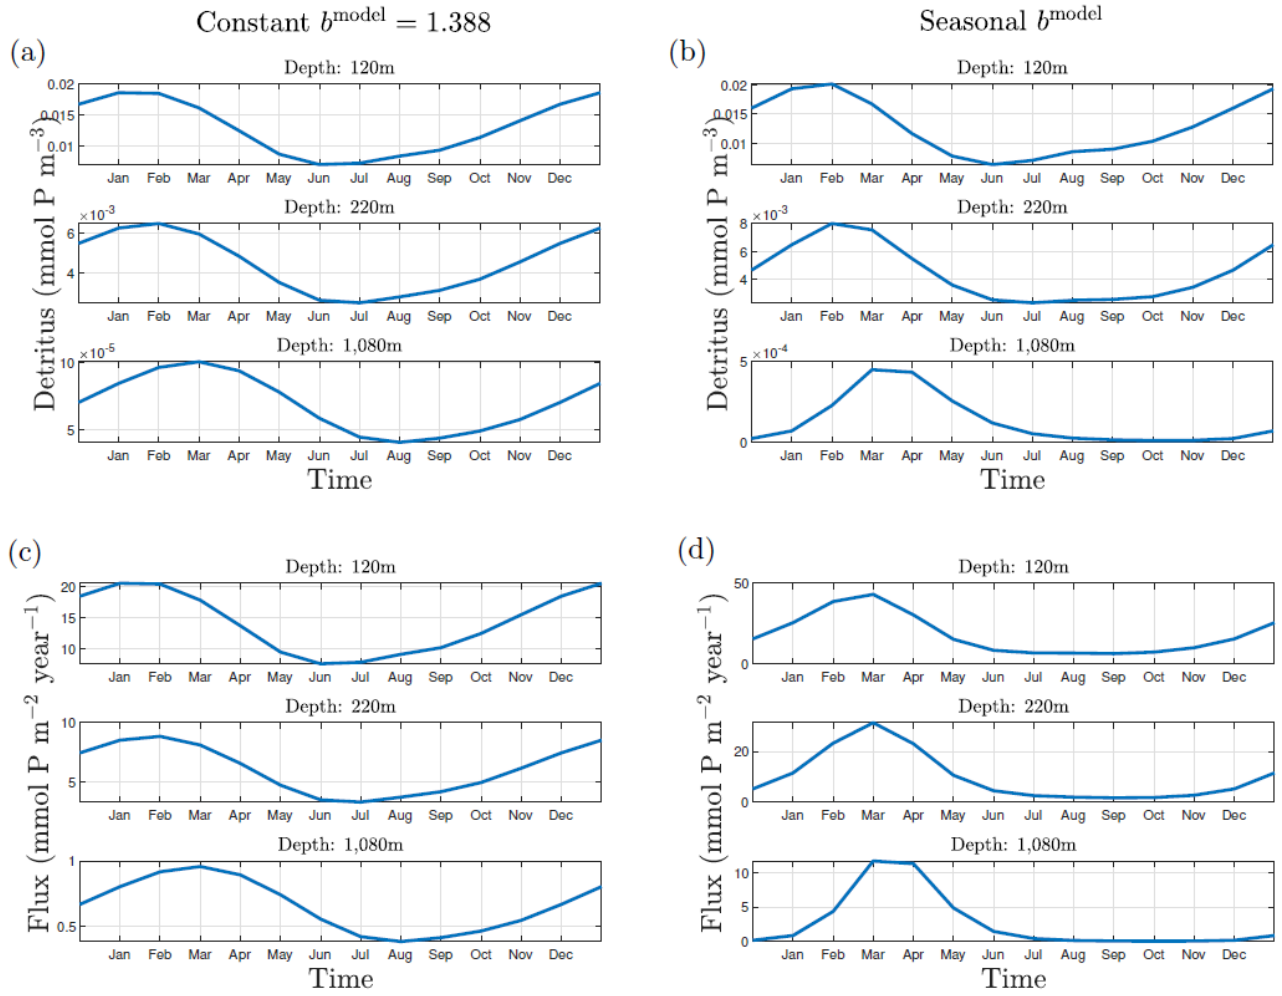 Constant b^model = 1.388
Seasonal b^model
(a)
Depth: 120m
0.02
0.015
0.01
Jan Feb Mar Apr May Jun Jul Aug Sep Oct Nov Dec
Depth: 220m
×10^-3
6
4
Jan Feb Mar Apr May Jun Jul Aug Sep Oct Nov Dec
Depth: 1,080m
10 ×10^-5
5
Jan Feb Mar Apr May Jun Jul Aug Sep Oct Nov Dec
Time
Detritus (mmol P m^−3)
(b)
Depth: 120m
0.02
0.015
0.01
Jan Feb Mar Apr May Jun Jul Aug Sep Oct Nov Dec
Depth: 220m
8 ×10^-3
6
4
Jan Feb Mar Apr May Jun Jul Aug Sep Oct Nov Dec
Depth: 1,080m
5 ×10^-4
0
Jan Feb Mar Apr May Jun Jul Aug Sep Oct Nov Dec
Time
Detritus (mmol P m^−3)
(c)
Depth: 120m
20
15
10
Jan Feb Mar Apr May Jun Jul Aug Sep Oct Nov Dec
Depth: 220m
10
5
Jan Feb Mar Apr May Jun Jul Aug Sep Oct Nov Dec
Depth: 1,080m
1
0.5
Jan Feb Mar Apr May Jun Jul Aug Sep Oct Nov Dec
Time
Flux (mmol P m^−2 year^−1)
(d)
Depth: 120m
50
0
Jan Feb Mar Apr May Jun Jul Aug Sep Oct Nov Dec
Depth: 220m
20
0
Jan Feb Mar Apr May Jun Jul Aug Sep Oct Nov Dec
Depth: 1,080m
10
5
0
Jan Feb Mar Apr May Jun Jul Aug Sep Oct Nov Dec
Time
Flux (mmol P m^−2 year^−1)